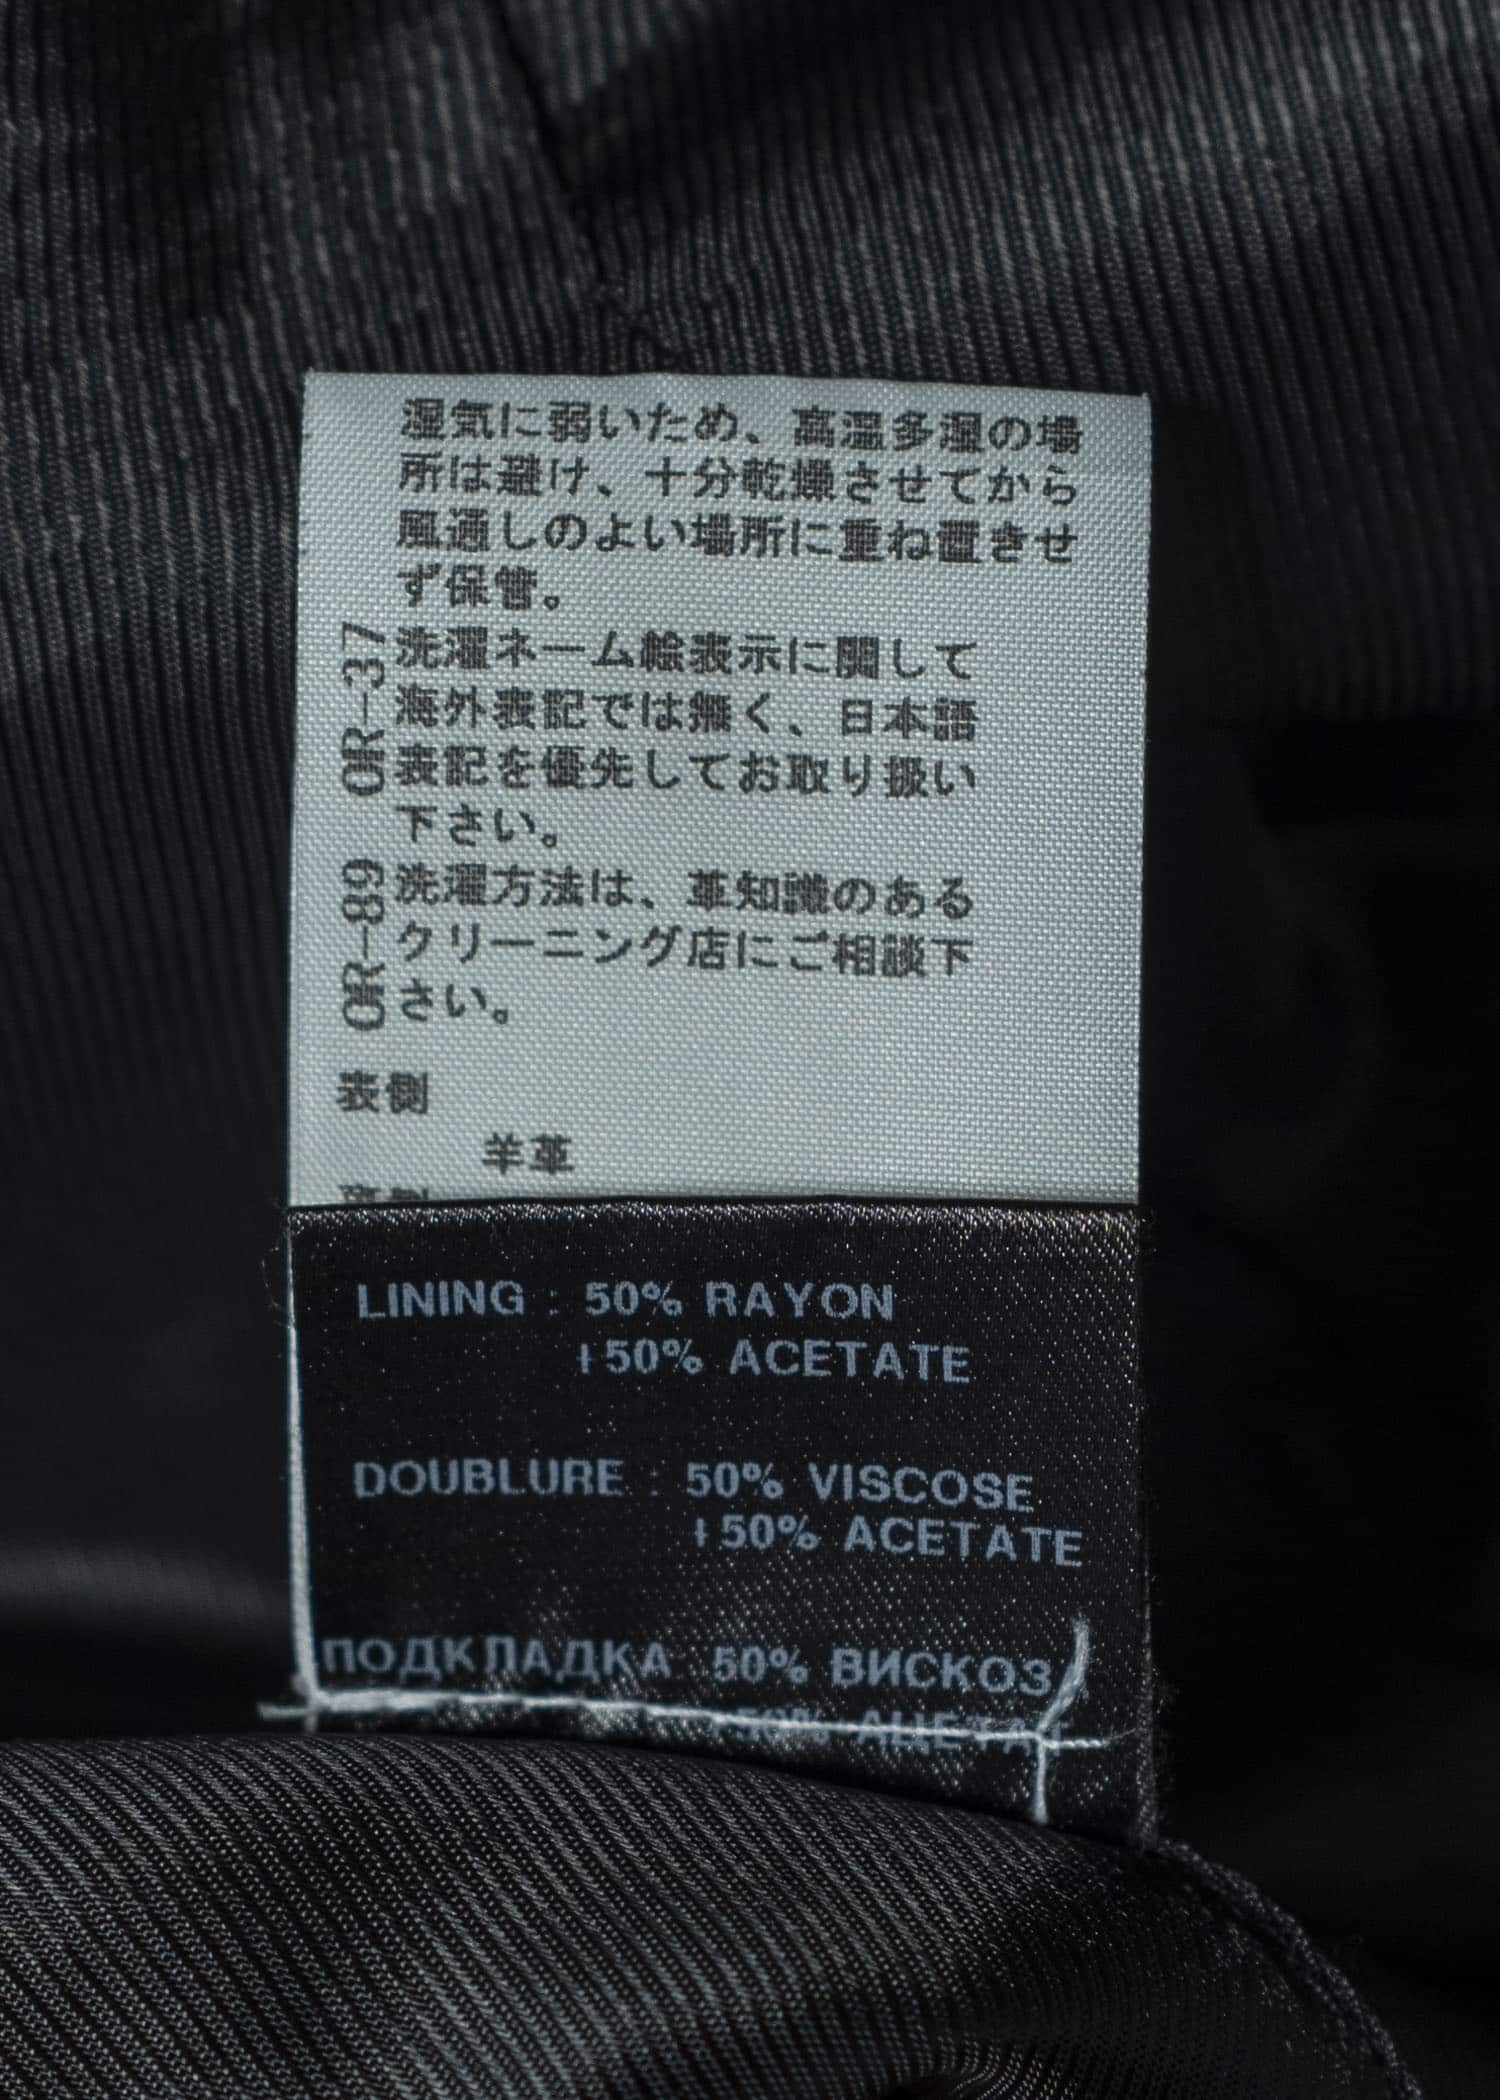 湿気に弱いため、高温多湿の場
所は避け、十分乾燥させてから
風通しのよい場所に重ね置きせ
ず保管。
洗濯ネーム絵表示に関して
海外表記では無く、日本語
表記を優先してお取り扱い
下さい。
洗濯方法は、革知識のある
クリーニング店にご相談下
さい。
OR-89 OR-37
表側
羊革
裏側
LINING : 50% RAYON
+50% ACETATE
DOUBLURE : 50% VISCOSE
+50% ACETATE
ПОДКЛАДКА 50% ВИСКОЗ
+50% АЦЕТАТ